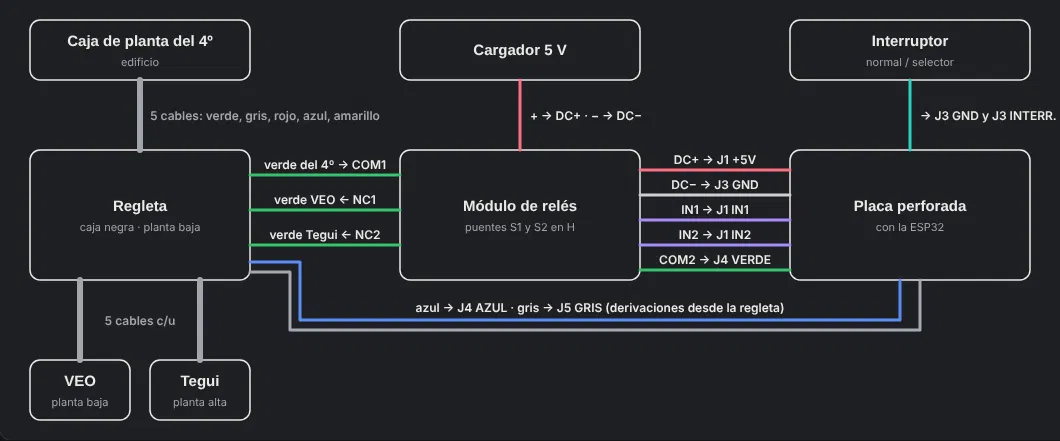 Caja de planta del 4º
edificio
Cargador 5 V
Interruptor
normal / selector
5 cables: verde, gris, rojo, azul, amarillo
+ → DC+ · − → DC−
→ J3 GND y J3 INTERR.
Regleta
caja negra · planta baja
verde del 4º → COM1
verde VEO ← NC1
verde Tegui ← NC2
Módulo de relés
puentes S1 y S2 en H
DC+ → J1 +5V
DC− → J3 GND
IN1 → J1 IN1
IN2 → J1 IN2
COM2 → J4 VERDE
Placa perforada
con la ESP32
azul → J4 AZUL · gris → J5 GRIS (derivaciones desde la regleta)
5 cables c/u
VEO
planta baja
Tegui
planta alta